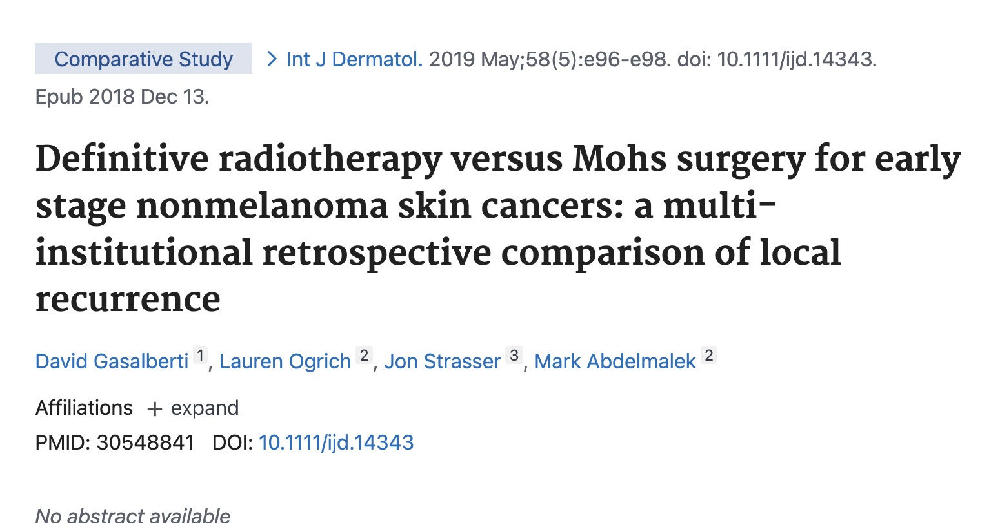 Comparative Study > Int J Dermatol. 2019 May;58(5):e96-e98. doi: 10.1111/ijd.14343.
Epub 2018 Dec 13.
Definitive radiotherapy versus Mohs surgery for early
stage nonmelanoma skin cancers: a multi-
institutional retrospective comparison of local
recurrence
David Gasalberti 1, Lauren Ogrich 2, Jon Strasser 3, Mark Abdelmalek 2
Affiliations + expand
PMID: 30548841 DOI: 10.1111/ijd.14343
No abstract available